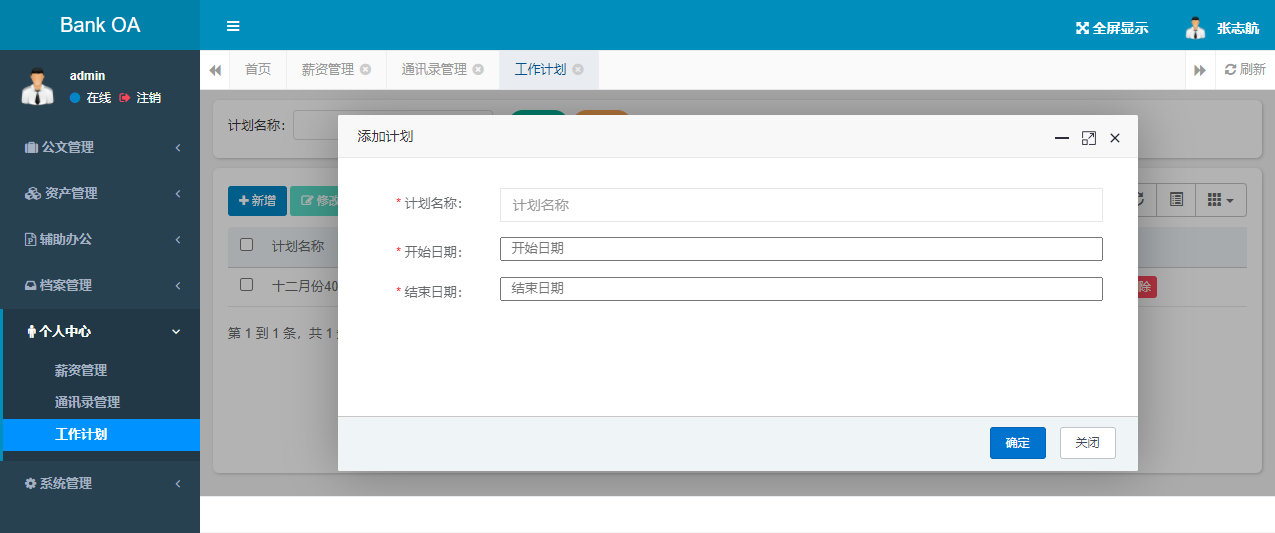 Bank OA
全屏显示
张志航
admin
在线 注销
首页 薪资管理 通讯录管理 工作计划 刷新
公文管理
资产管理
辅助办公
档案管理
个人中心
薪资管理
通讯录管理
工作计划
系统管理
计划名称：
新增 修改
计划名称
十二月份40
除
第 1 到 1 条，共 1
添加计划
* 计划名称： 计划名称
* 开始日期： 开始日期
* 结束日期： 结束日期
确定 关闭